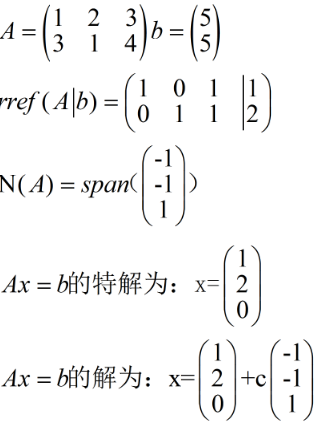 A = (1 2 3; 3 1 4) b = (5; 5)
rref (A|b) = (1 0 1 | 1; 0 1 1 | 2)
N(A) = span((-1; -1; 1))
Ax = b的特解为：x=(1; 2; 0)
Ax = b的解为：x=(1; 2; 0)+c(-1; -1; 1)